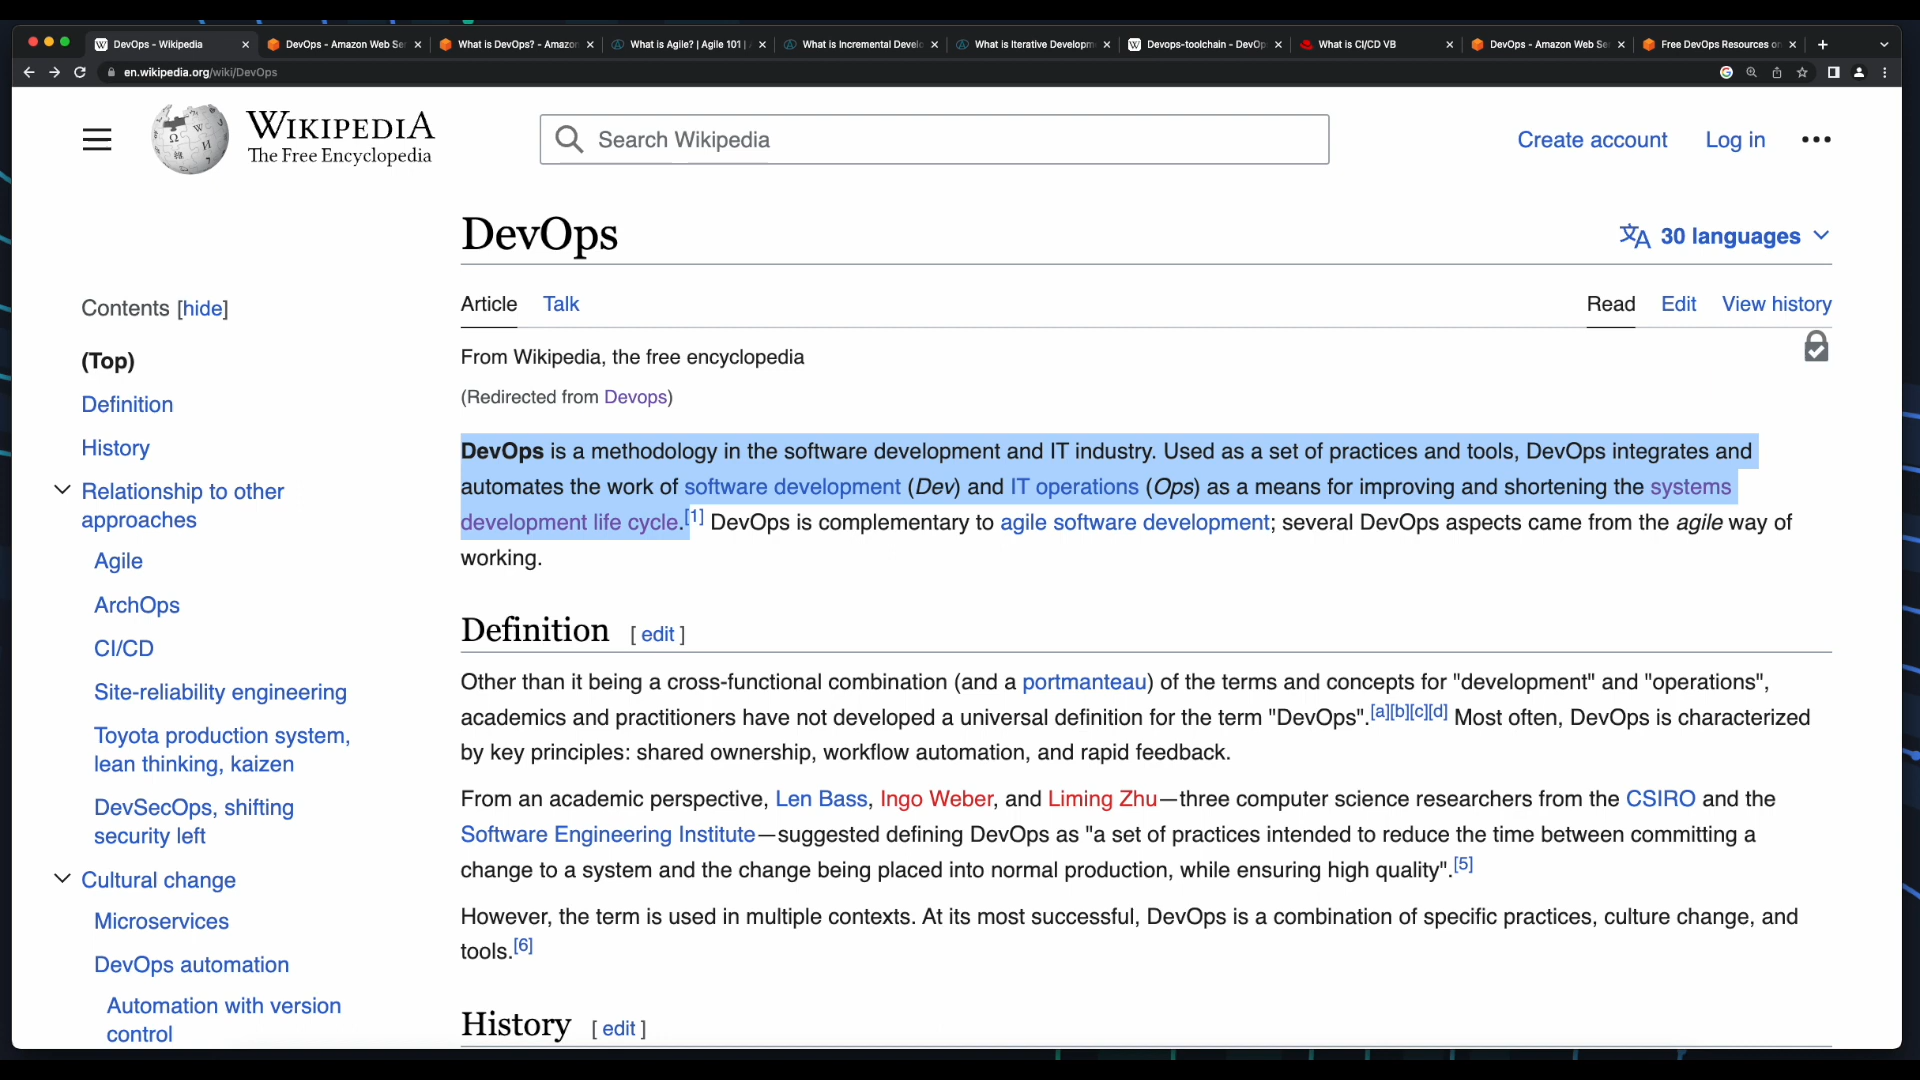 DevOps - Wikipedia
DevOps - Amazon Web Se
What is DevOps? - Amazon
What is Agile? | Agile 101 |
What is Incremental Develo
What is Iterative Developm
Devops-toolchain - DevOp
What is CI/CD VB
DevOps - Amazon Web Se
Free DevOps Resources on
en.wikipedia.org/wiki/DevOps
WIKIPEDIA
The Free Encyclopedia
Search Wikipedia
Create account
Log in
DevOps
30 languages
Article Talk
Read Edit View history
From Wikipedia, the free encyclopedia
(Redirected from Devops)
Contents [hide]
(Top)
Definition
History
Relationship to other
approaches
Agile
ArchOps
CI/CD
Site-reliability engineering
Toyota production system,
lean thinking, kaizen
DevSecOps, shifting
security left
Cultural change
Microservices
DevOps automation
Automation with version
control
DevOps is a methodology in the software development and IT industry. Used as a set of practices and tools, DevOps integrates and
automates the work of software development (Dev) and IT operations (Ops) as a means for improving and shortening the systems
development life cycle.[1] DevOps is complementary to agile software development; several DevOps aspects came from the agile way of
working.
Definition [ edit ]
Other than it being a cross-functional combination (and a portmanteau) of the terms and concepts for "development" and "operations",
academics and practitioners have not developed a universal definition for the term "DevOps".[a][b][c][d] Most often, DevOps is characterized
by key principles: shared ownership, workflow automation, and rapid feedback.
From an academic perspective, Len Bass, Ingo Weber, and Liming Zhu—three computer science researchers from the CSIRO and the
Software Engineering Institute—suggested defining DevOps as "a set of practices intended to reduce the time between committing a
change to a system and the change being placed into normal production, while ensuring high quality".[5]
However, the term is used in multiple contexts. At its most successful, DevOps is a combination of specific practices, culture change, and
tools.[6]
History [ edit ]